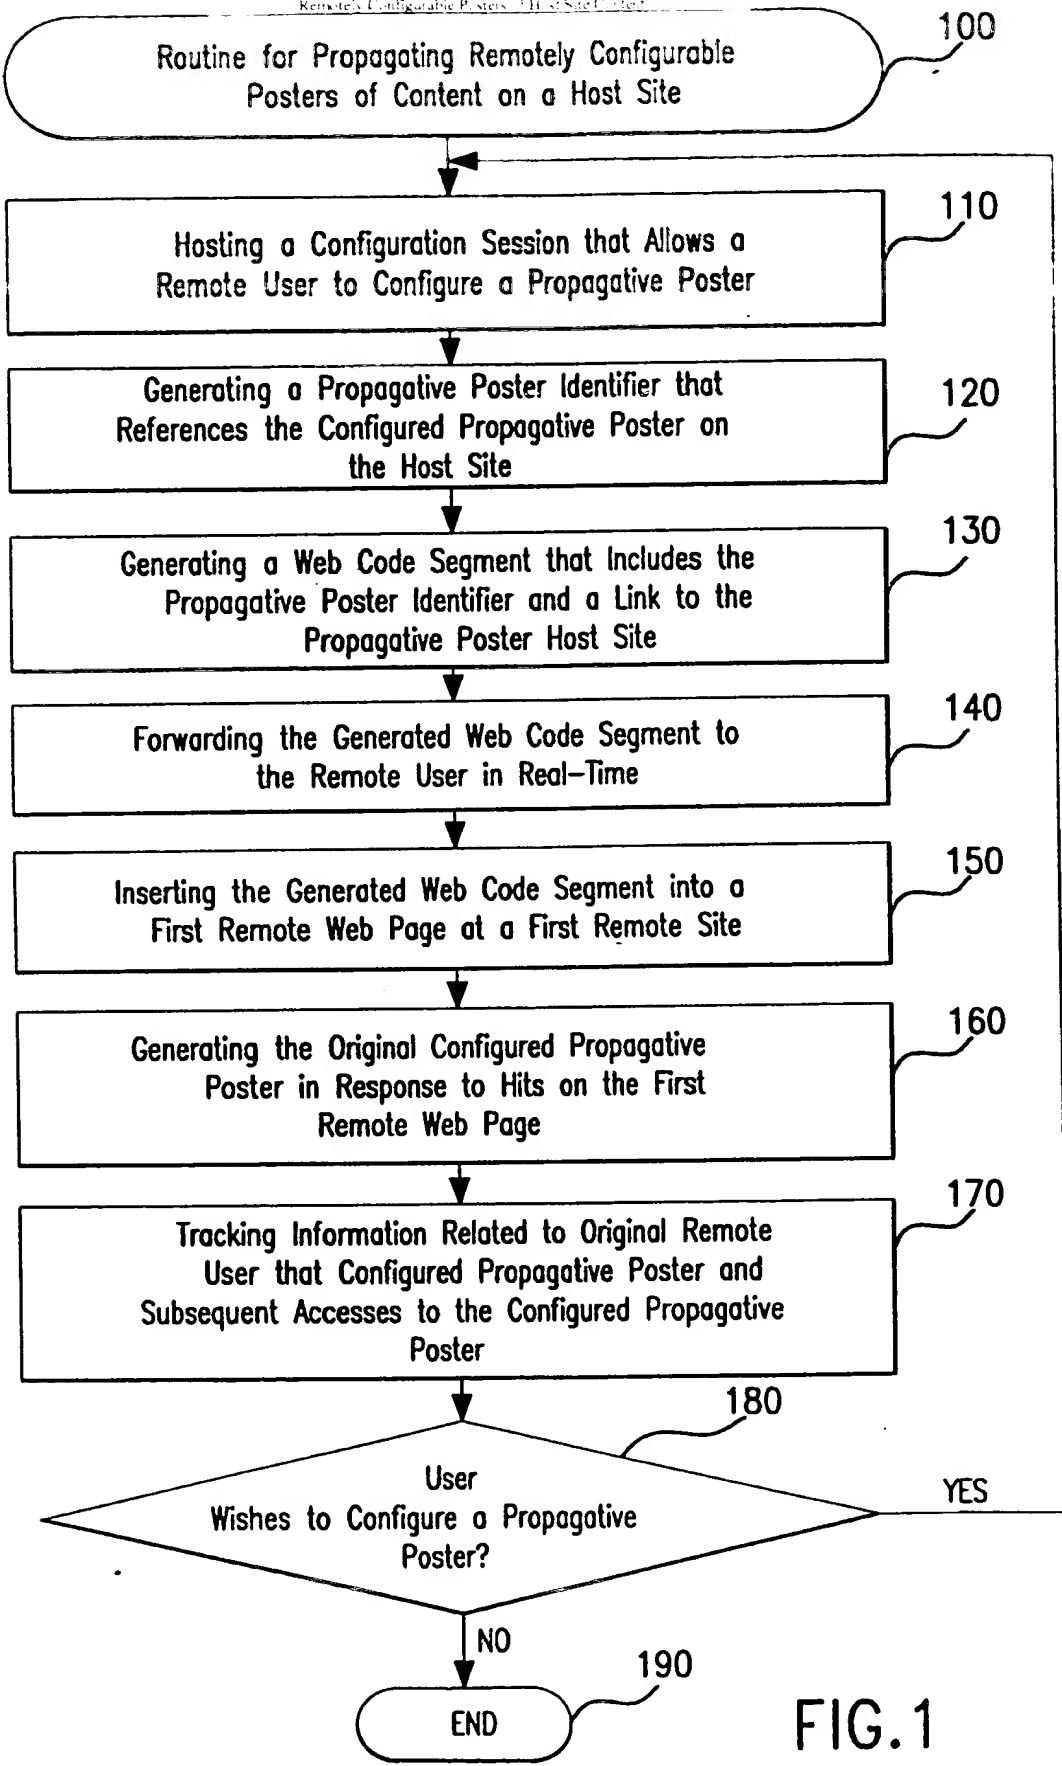 Remotely Configurable Posters Host Site
100
Routine for Propagating Remotely Configurable
Posters of Content on a Host Site
110
Hosting a Configuration Session that Allows a
Remote User to Configure a Propagative Poster
120
Generating a Propagative Poster Identifier that
References the Configured Propagative Poster on
the Host Site
130
Generating a Web Code Segment that Includes the
Propagative Poster Identifier and a Link to the
Propagative Poster Host Site
140
Forwarding the Generated Web Code Segment to
the Remote User in Real-Time
150
Inserting the Generated Web Code Segment into a
First Remote Web Page at a First Remote Site
160
Generating the Original Configured Propagative
Poster in Response to Hits on the First
Remote Web Page
170
Tracking Information Related to Original Remote
User that Configured Propagative Poster and
Subsequent Accesses to the Configured Propagative
Poster
180
User
Wishes to Configure a Propagative
Poster?
YES
NO
190
END
FIG.1